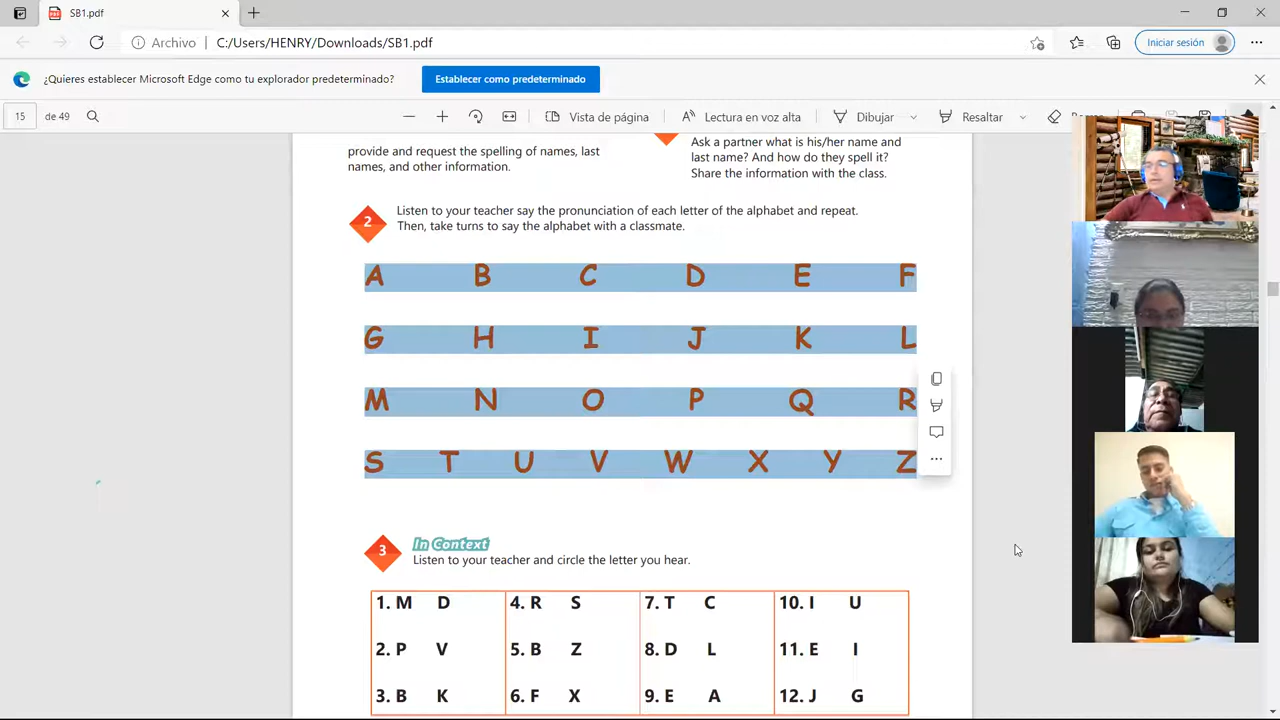 SB1.pdf
Archivo C:/Users/HENRY/Downloads/SB1.pdf Iniciar sesión
¿Quieres establecer Microsoft Edge como tu explorador predeterminado? Establecer como predeterminado
15 de 49 Vista de página Lectura en voz alta Dibujar Resaltar
provide and request the spelling of names, last
names, and other information.
Ask a partner what is his/her name and
last name? And how do they spell it?
Share the information with the class.
2 Listen to your teacher say the pronunciation of each letter of the alphabet and repeat.
Then, take turns to say the alphabet with a classmate.
A B C D E F
G H I J K L
M N O P Q R
S T U V W X Y Z
3 In Context
Listen to your teacher and circle the letter you hear.
1. M D 4. R S 7. T C 10. I U
2. P V 5. B Z 8. D L 11. E I
3. B K 6. F X 9. E A 12. J G